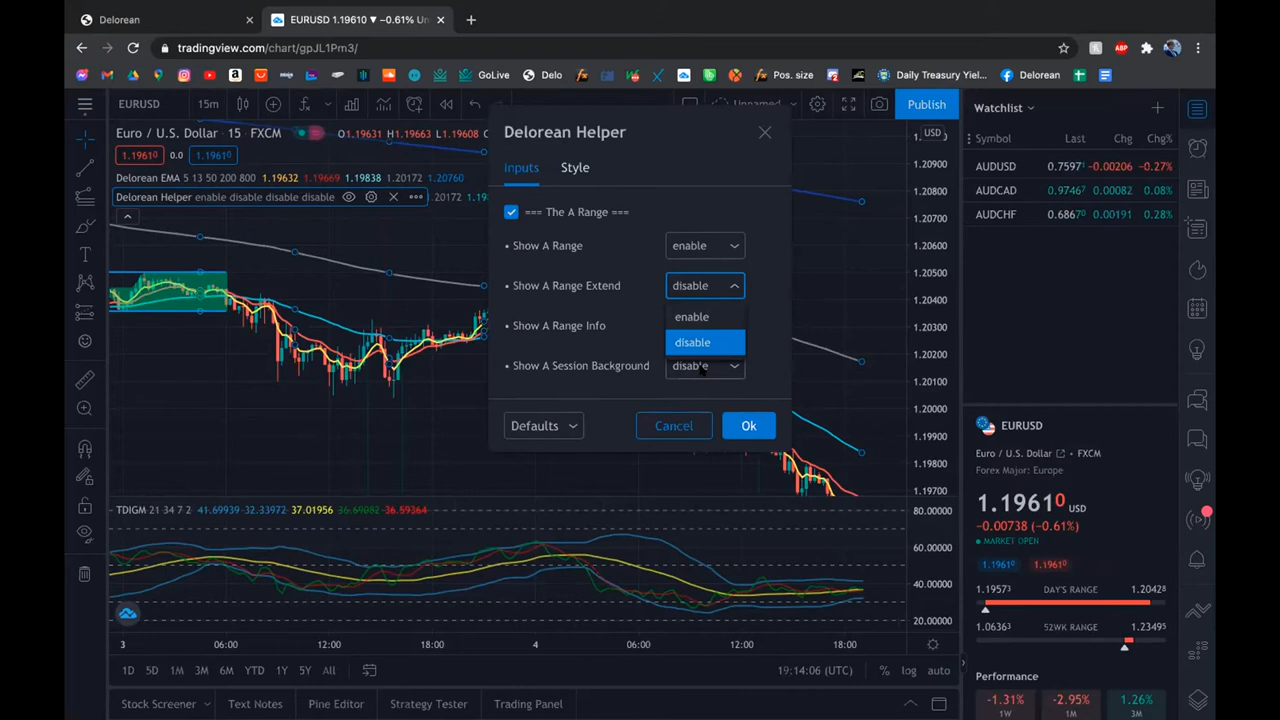 Delorean
EURUSD 1.19610 ▼ −0.61% Un
tradingview.com/chart/gpJL1Pm3/
ABP
GoLive
Delo
Pos. size
Daily Treasury Yiel...
Delorean
EURUSD
15m
Unnamed
Publish
Watchlist
Euro / U.S. Dollar · 15 · FXCM
O1.19631 H1.19663 L1.19608
USD
1.19610
0.0
1.19610
Delorean EMA 5 13 50 200 800 1.19632 1.19669 1.19838 1.20172 1.20760
Delorean Helper enable disable disable disable
.20172
Delorean Helper
Inputs
Style
=== The A Range ===
• Show A Range
enable
• Show A Range Extend
disable
enable
• Show A Range Info
disable
• Show A Session Background
disable
Defaults
Cancel
Ok
1.20900
1.20800
1.20700
1.20600
1.20500
1.20400
1.20300
1.20200
1.20100
1.20000
1.19900
1.19800
1.19700
Symbol Last Chg Chg%
AUDUSD 0.7597¹ −0.00206 −0.27%
AUDCAD 0.9746⁷ 0.00082 0.08%
AUDCHF 0.6867⁰ 0.00191 0.28%
EURUSD
Euro / U.S. Dollar • FXCM
Forex Major: Europe
1.19610 USD
−0.00738 (−0.61%)
● MARKET OPEN
1.1961⁰
1.1961⁰
1.1957³ DAY'S RANGE 1.2042⁸
1.0636³ 52WK RANGE 1.2349⁵
Performance
-1.31%
1W
-2.95%
1M
1.26%
3M
TDIGM 21 34 7 2 41.69939 32.33972 37.01956 36.69082 36.59364
80.00000
60.00000
40.00000
20.00000
3 06:00 12:00 18:00 4 06:00 12:00 18:00
1D 5D 1M 3M 6M YTD 1Y 5Y All
19:14:06 (UTC)
% log auto
Stock Screener
Text Notes
Pine Editor
Strategy Tester
Trading Panel